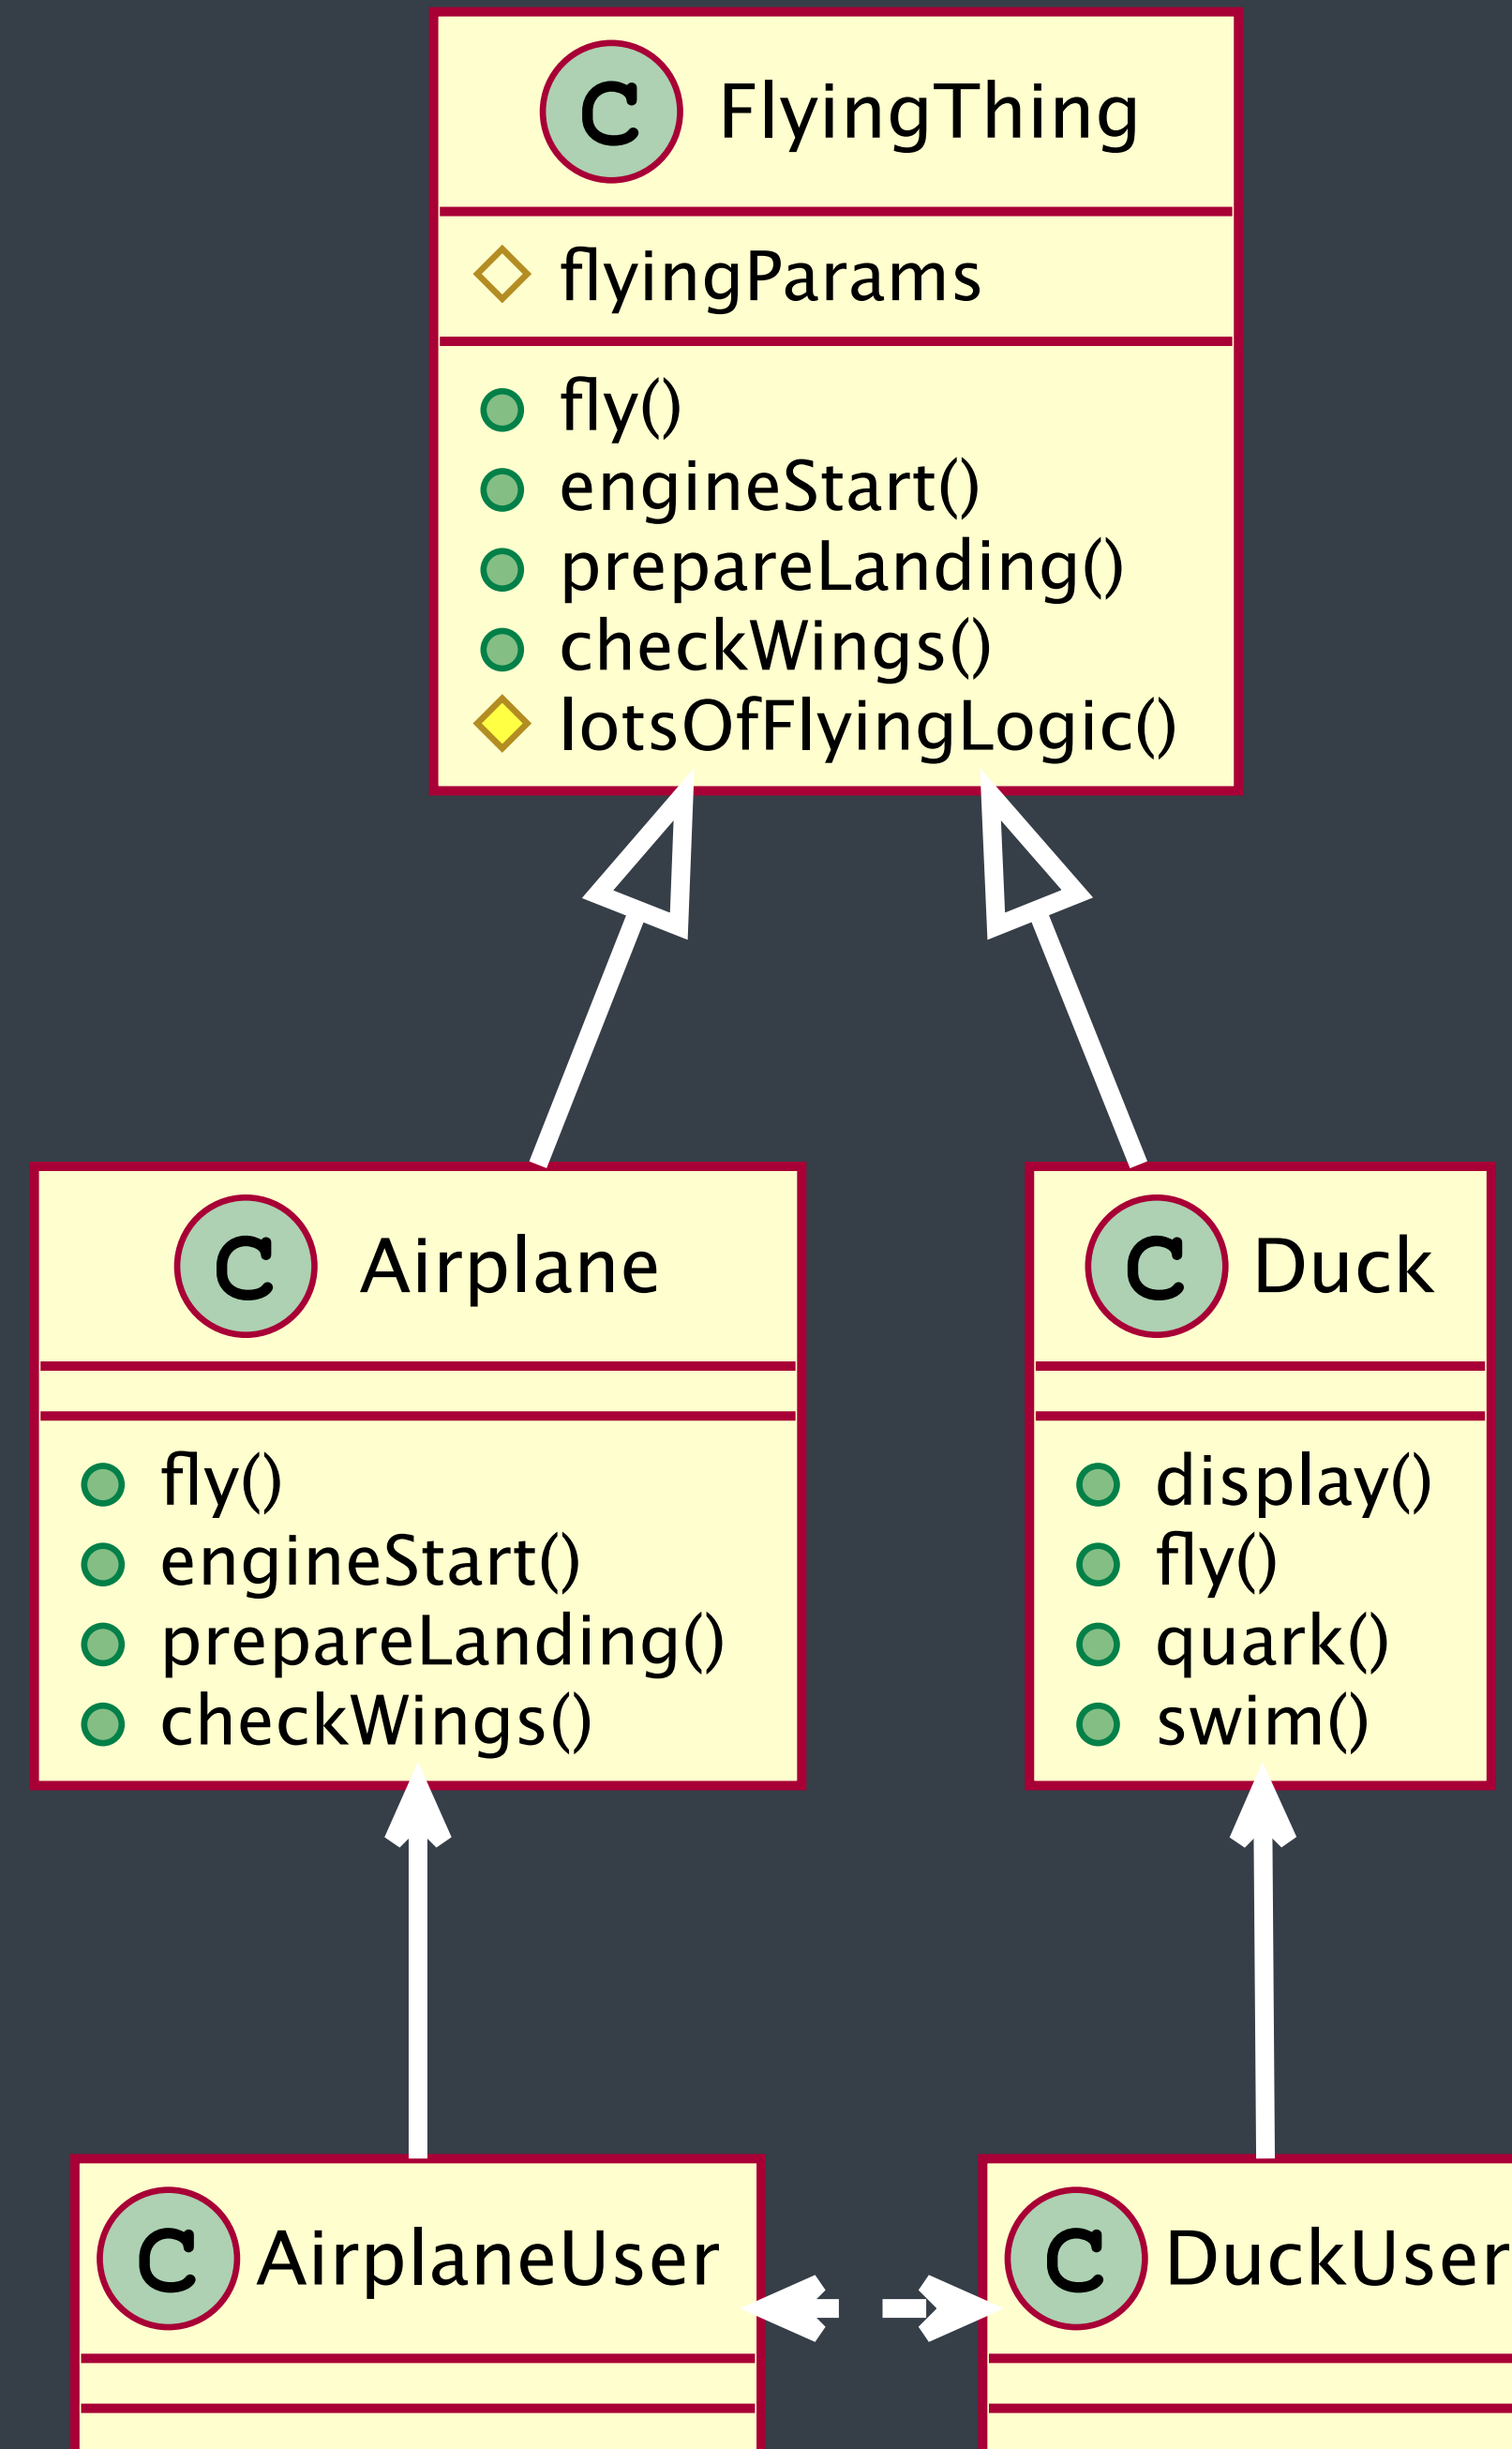 C FlyingThing
flyingParams
fly()
engineStart()
prepareLanding()
checkWings()
lotsOfFlyingLogic()
C Airplane
fly()
engineStart()
prepareLanding()
checkWings()
C Duck
display()
fly()
quark()
swim()
C AirplaneUser
C DuckUser